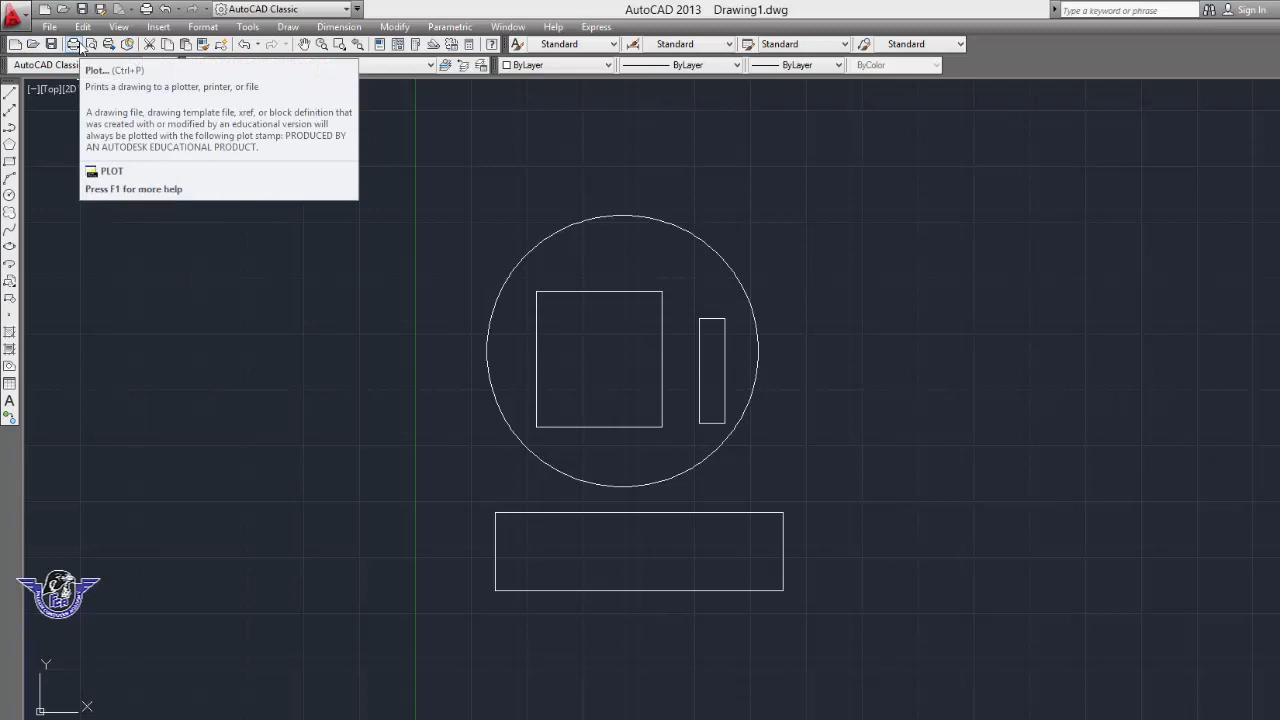 AutoCAD Classic
AutoCAD 2013 Drawing1.dwg
Type a keyword or phrase
Sign In
File Edit View Insert Format Tools Draw Dimension Modify Parametric Window Help Express
Standard Standard Standard Standard
AutoCAD Classi
ByLayer ByLayer ByLayer ByColor
[−][Top][2D
Plot... (Ctrl+P)
Prints a drawing to a plotter, printer, or file
A drawing file, drawing template file, xref, or block definition that
was created with or modified by an educational version will
always be plotted with the following plot stamp: PRODUCED BY
AN AUTODESK EDUCATIONAL PRODUCT.
PLOT
Press F1 for more help
Y
X